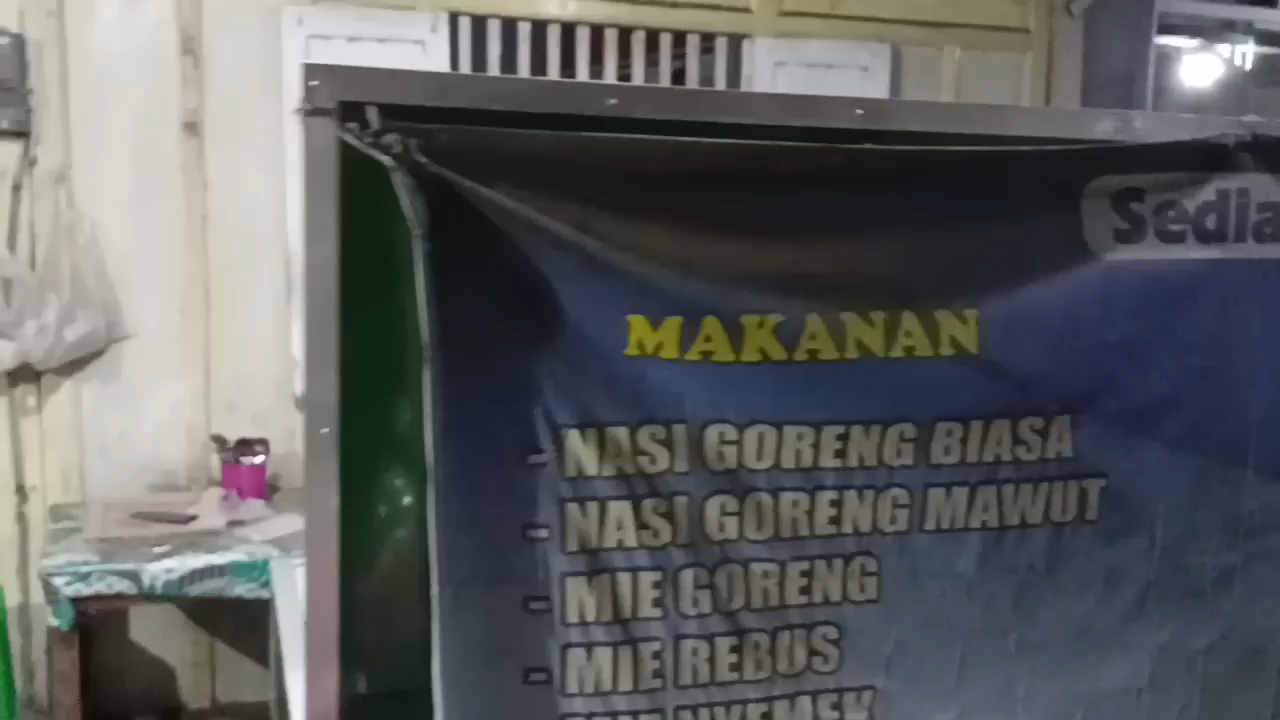 Sedia
MAKANAN
- NASI GORENG BIASA
- NASI GORENG MAWUT
- MIE GORENG
- MIE REBUS